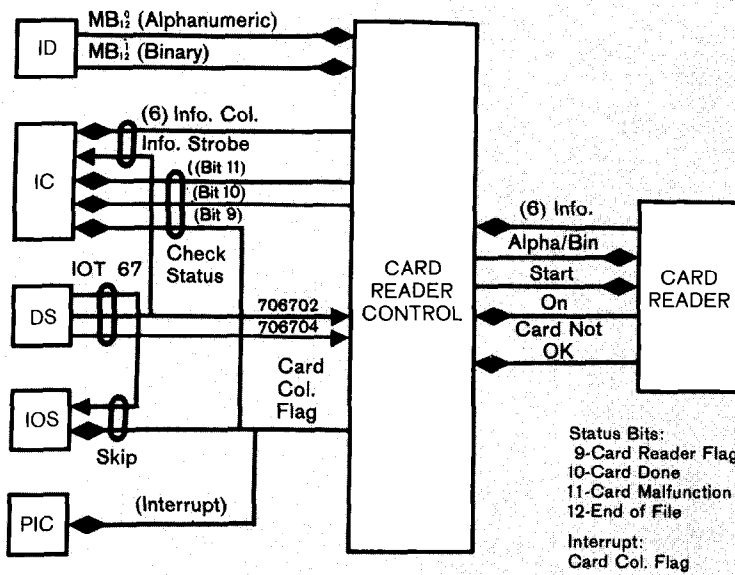 MB₁₂⁰ (Alphanumeric)
ID
MB₁₂¹ (Binary)
(6) Info. Col.
Info. Strobe
IC
((Bit 11)
(Bit 10)
(Bit 9)
Check
Status
IOT 67
DS
706702
706704
Card
Col.
Flag
IOS
Skip
(Interrupt)
PIC
CARD
READER
CONTROL
(6) Info.
Alpha/Bin
Start
On
Card Not
OK
CARD
READER
Status Bits:
9-Card Reader Flag
10-Card Done
11-Card Malfunction
12-End of File
Interrupt:
Card Col. Flag